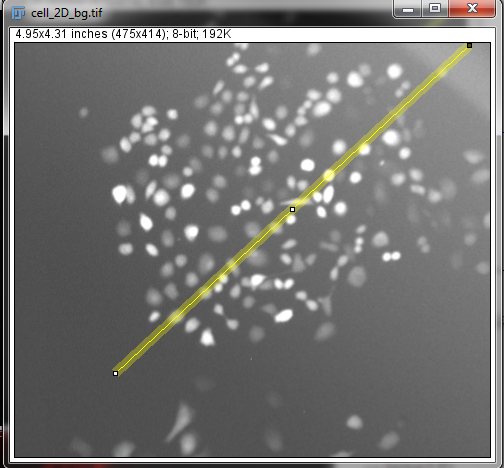 cell_2D_bg.tif
4.95x4.31 inches (475x414); 8-bit; 192K